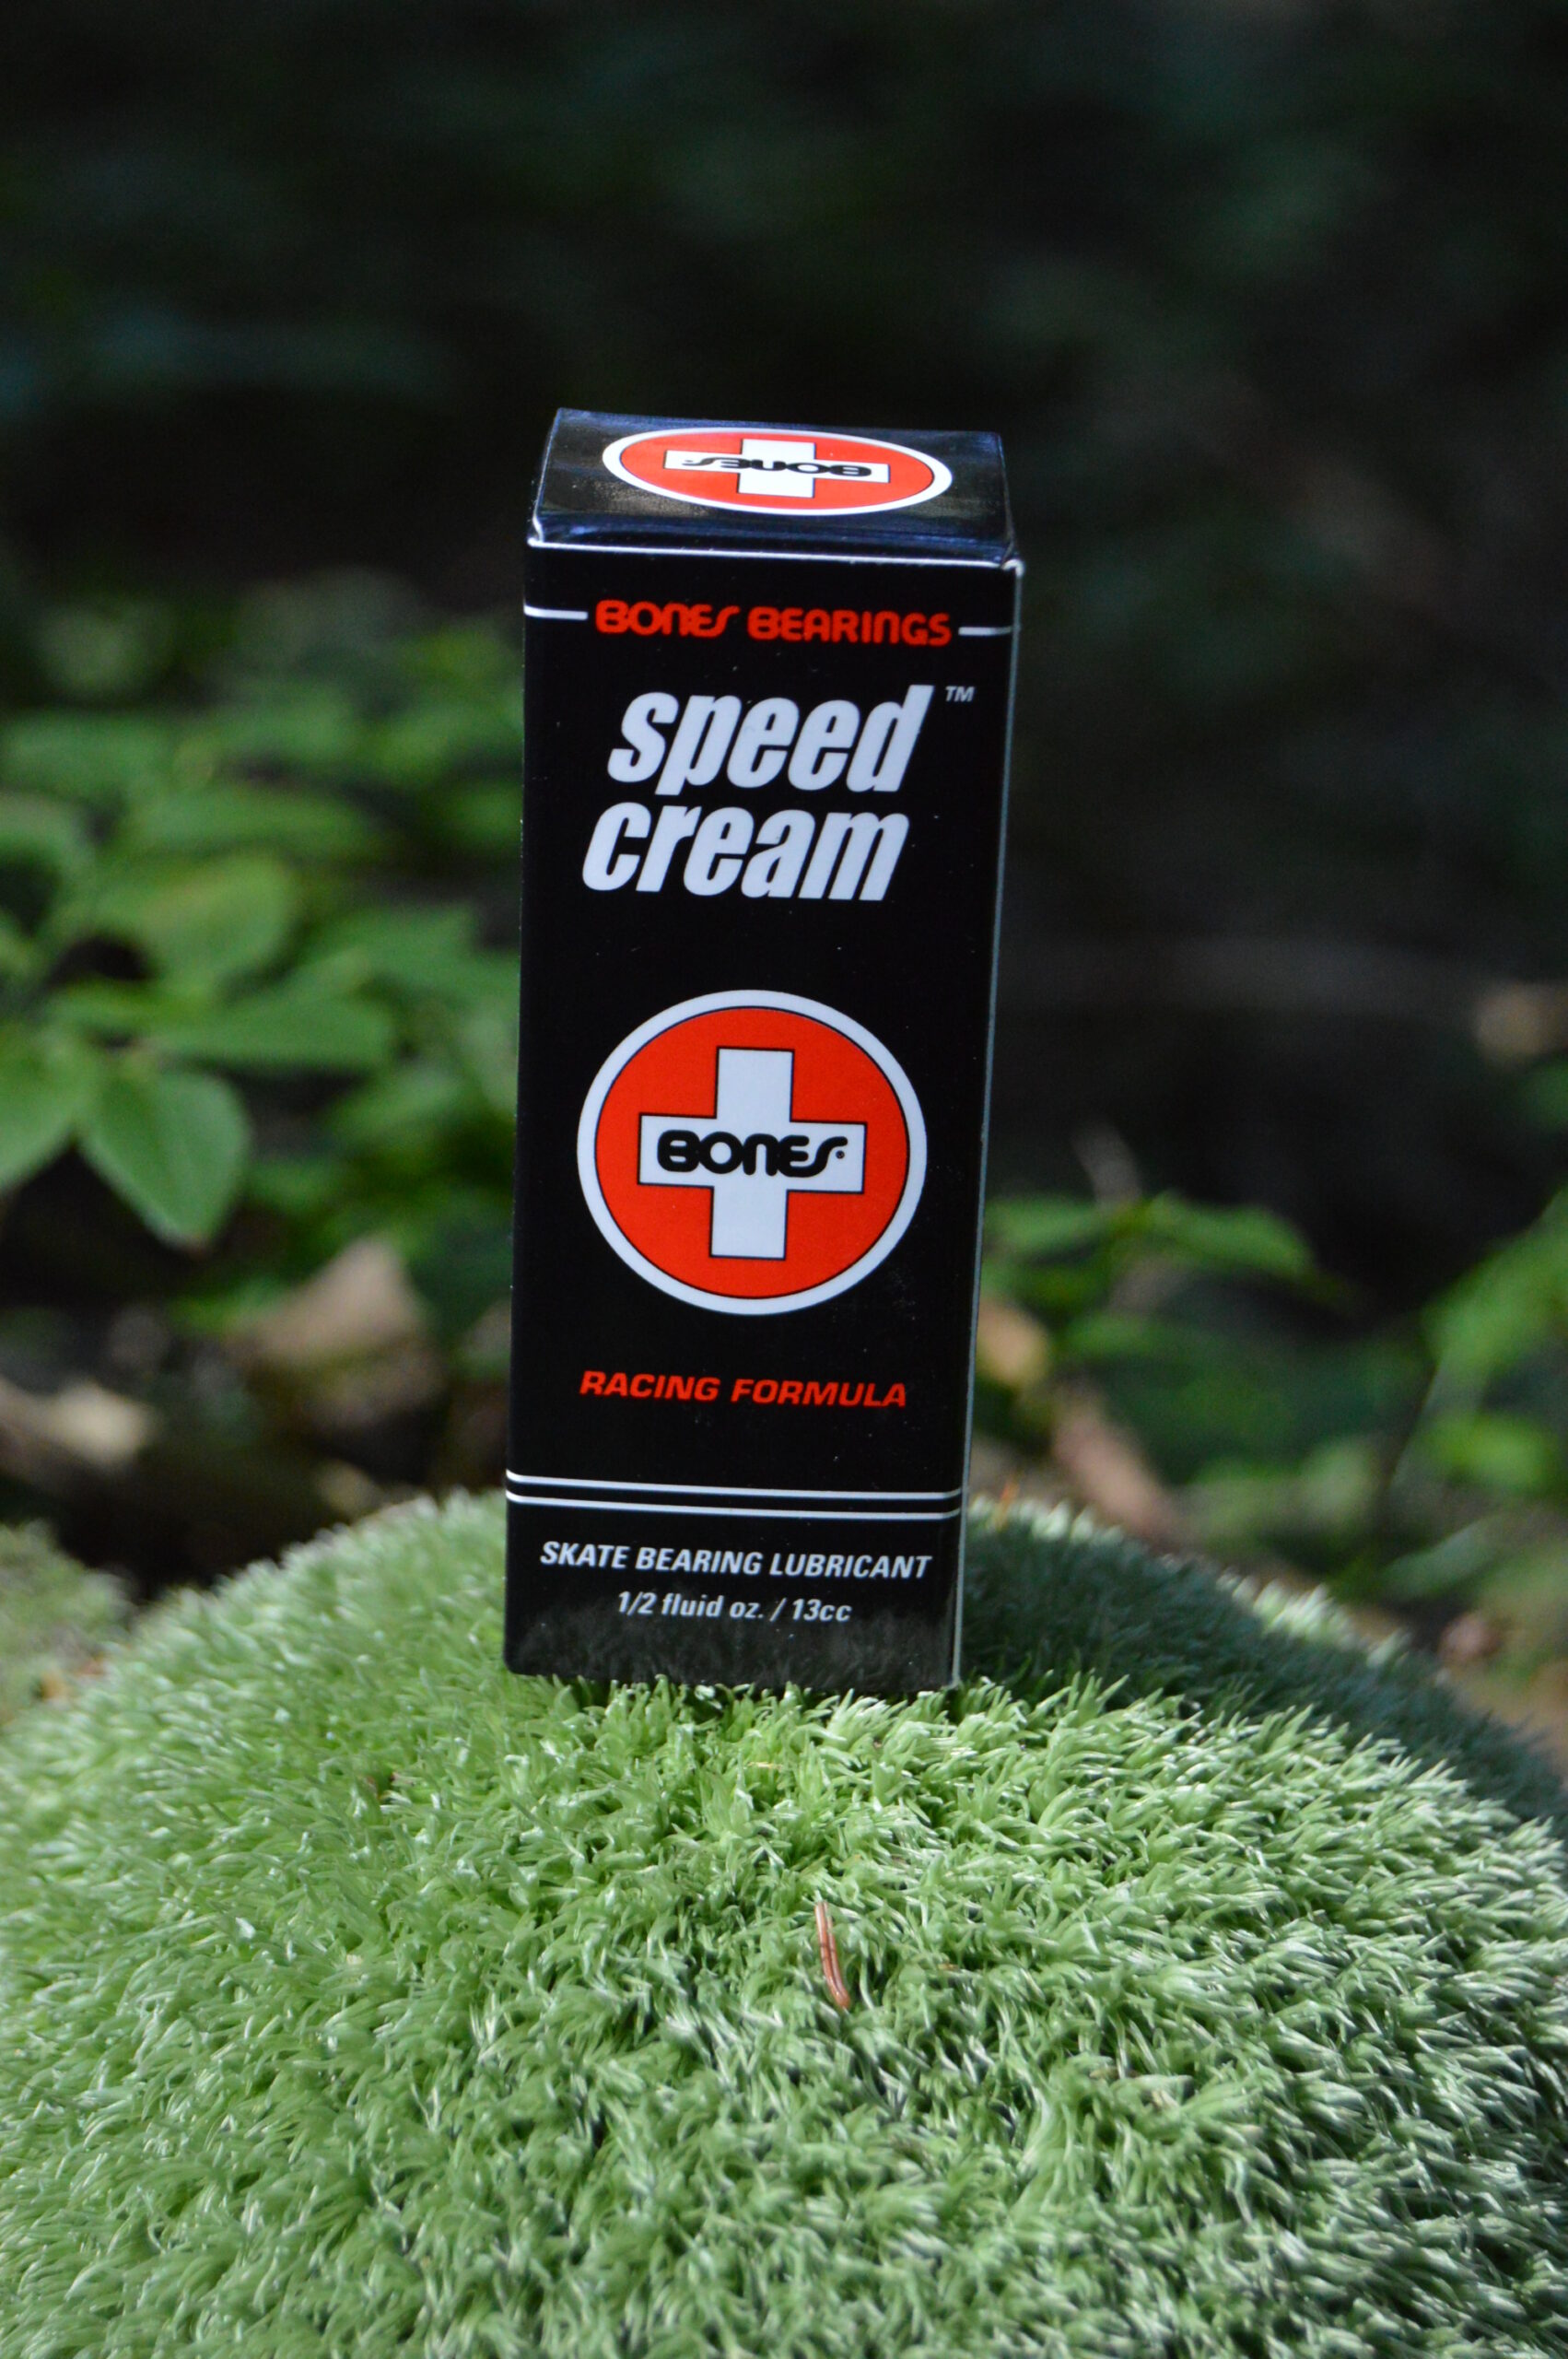 BONES
BONES BEARINGS
speed™
cream
BONES
RACING FORMULA
SKATE BEARING LUBRICANT
1/2 fluid oz. / 13cc